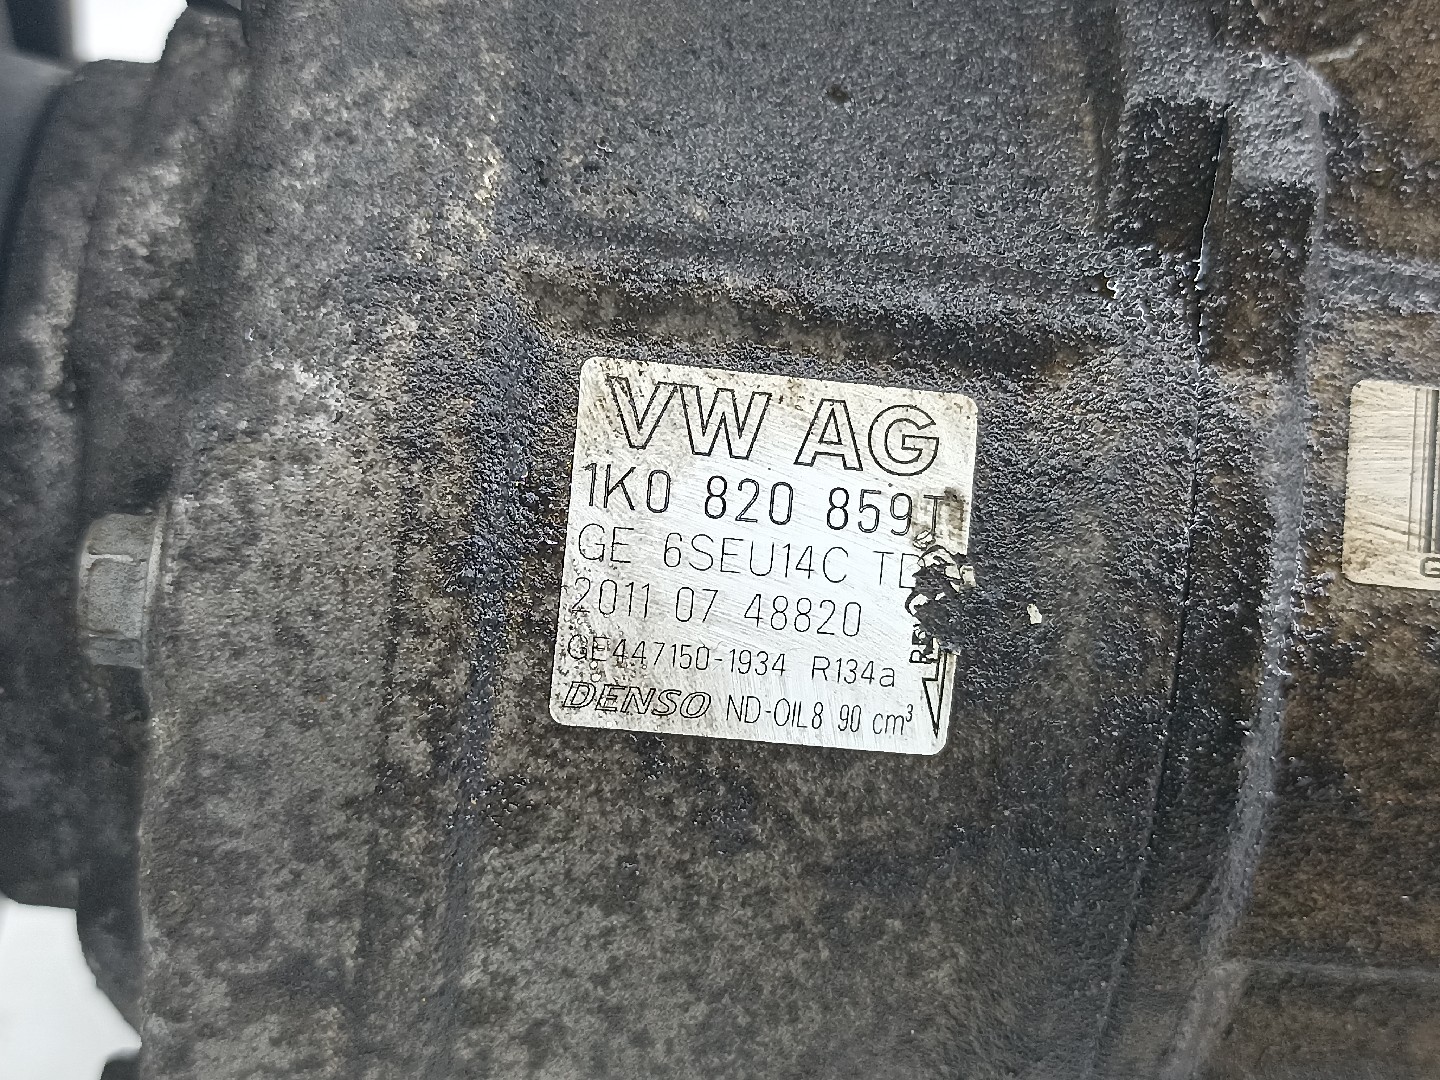 VW AG
1K0 820 859T
GE 6SEU14C
2011 07 48820
GE447150-1934 R134a
DENSO ND-OIL8 90 cm³
G